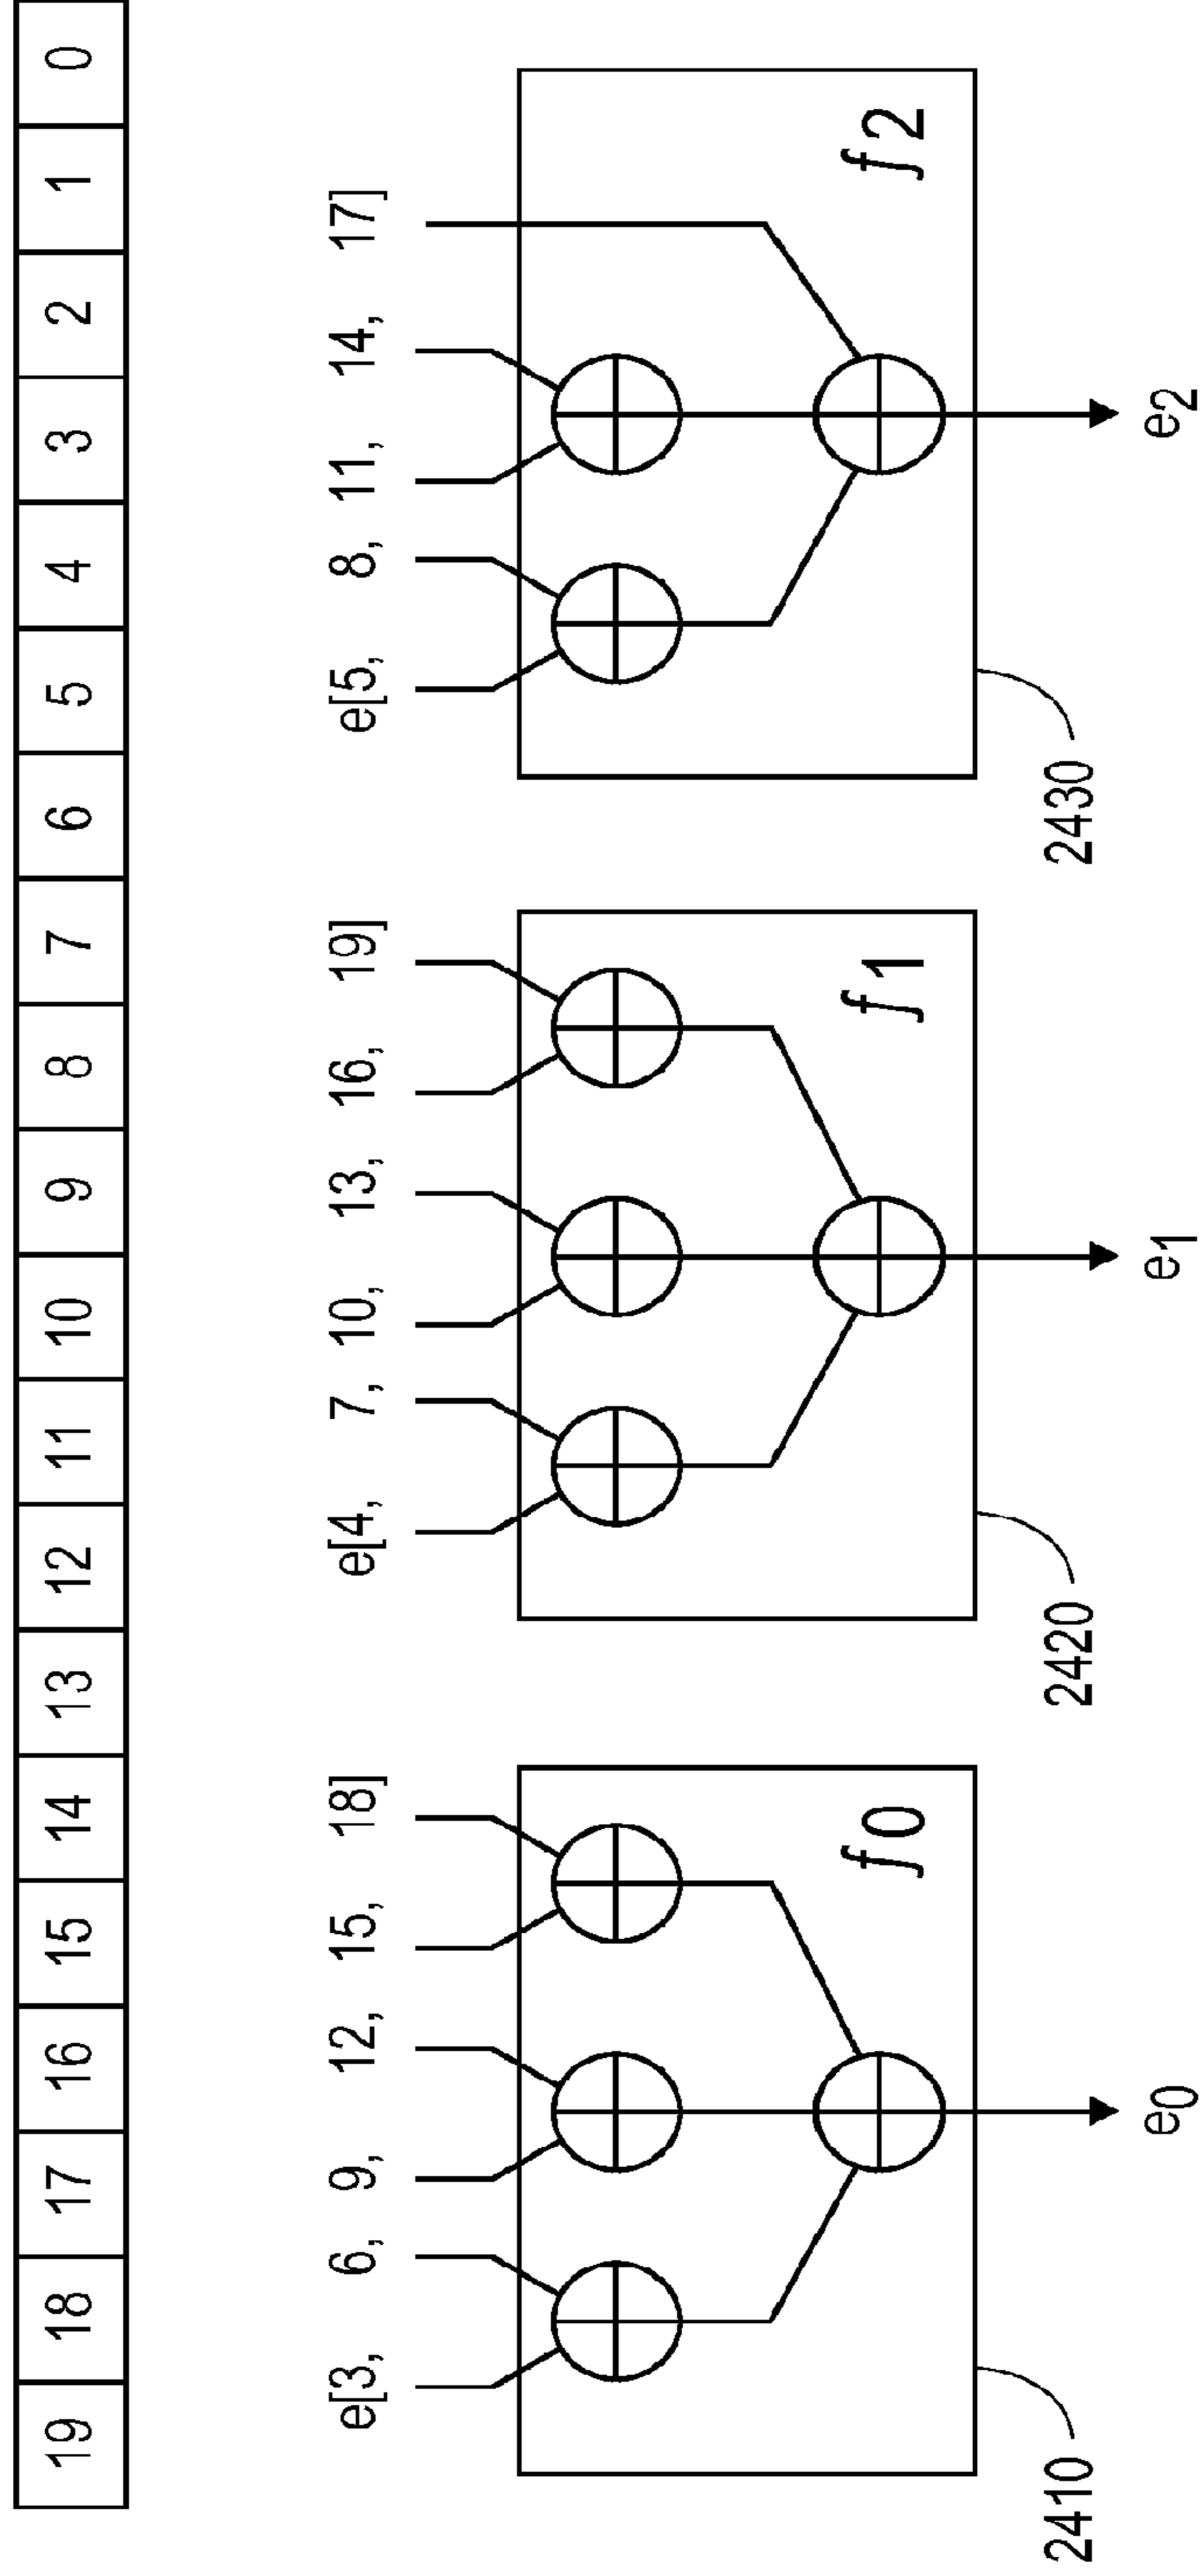 19 18 17 16 15 14 13 12 11 10 9 8 7 6 5 4 3 2 1 0
e[3, 6, 9, 12, 15, 18]
e[4, 7, 10, 13, 16, 19]
e[5, 8, 11, 14, 17]
f0
f1
f2
2410
2420
2430
e0
e1
e2